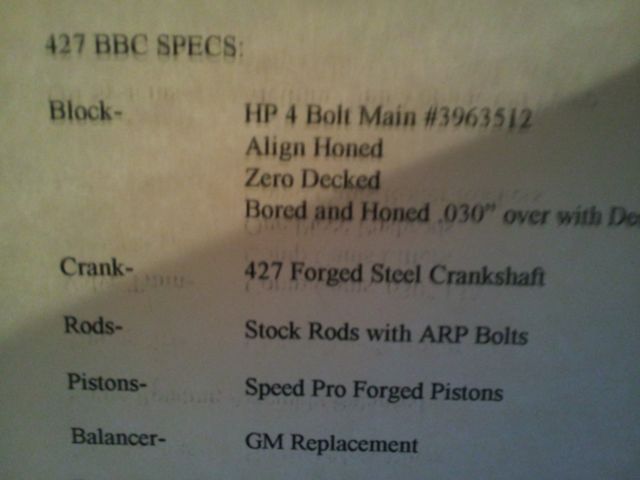 427 BBC SPECS:
Block- HP 4 Bolt Main #3963512
Align Honed
Zero Decked
Bored and Honed .030" over with
Crank- 427 Forged Steel Crankshaft
Rods- Stock Rods with ARP Bolts
Pistons- Speed Pro Forged Pistons
Balancer- GM Replacement